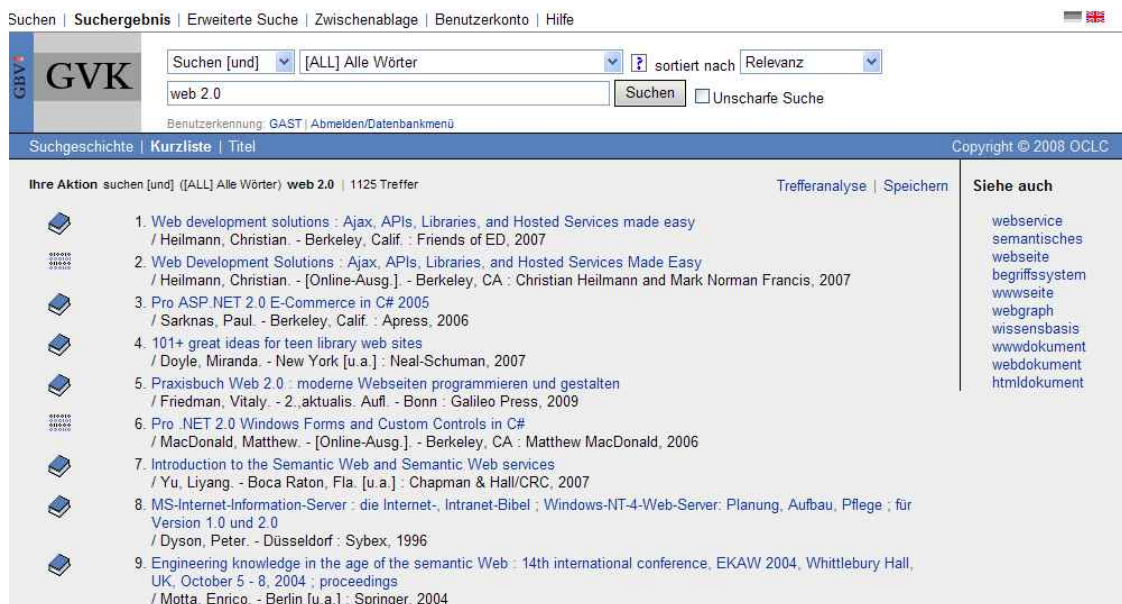 Suchen | Suchergebnis | Erweiterte Suche | Zwischenablage | Benutzerkonto | Hilfe
GBV
GVK
Suchen [und] [ALL] Alle Wörter ? sortiert nach Relevanz
web 2.0 Suchen Unscharfe Suche
Benutzerkennung: GAST | Abmelden/Datenbankmenü
Suchgeschichte | Kurzliste | Titel Copyright © 2008 OCLC
Ihre Aktion suchen [und] ([ALL] Alle Wörter) web 2.0 | 1125 Treffer Trefferanalyse | Speichern
1. Web development solutions : Ajax, APIs, Libraries, and Hosted Services made easy
/ Heilmann, Christian. - Berkeley, Calif. : Friends of ED, 2007
2. Web Development Solutions : Ajax, APIs, Libraries, and Hosted Services Made Easy
/ Heilmann, Christian. - [Online-Ausg.]. - Berkeley, CA : Christian Heilmann and Mark Norman Francis, 2007
3. Pro ASP.NET 2.0 E-Commerce in C# 2005
/ Sarknas, Paul. - Berkeley, Calif. : Apress, 2006
4. 101+ great ideas for teen library web sites
/ Doyle, Miranda. - New York [u.a.] : Neal-Schuman, 2007
5. Praxisbuch Web 2.0 : moderne Webseiten programmieren und gestalten
/ Friedman, Vitaly. - 2.,aktualis. Aufl. - Bonn : Galileo Press, 2009
6. Pro .NET 2.0 Windows Forms and Custom Controls in C#
/ MacDonald, Matthew. - [Online-Ausg.]. - Berkeley, CA : Matthew MacDonald, 2006
7. Introduction to the Semantic Web and Semantic Web services
/ Yu, Liyang. - Boca Raton, Fla. [u.a.] : Chapman & Hall/CRC, 2007
8. MS-Internet-Information-Server : die Internet-, Intranet-Bibel ; Windows-NT-4-Web-Server: Planung, Aufbau, Pflege ; für
Version 1.0 und 2.0
/ Dyson, Peter. - Düsseldorf : Sybex, 1996
9. Engineering knowledge in the age of the semantic Web : 14th international conference, EKAW 2004, Whittlebury Hall,
UK, October 5 - 8, 2004 ; proceedings
/ Motta, Enrico. - Berlin [u.a.] : Springer, 2004
Siehe auch
webservice
semantisches
webseite
begriffssystem
wwwseite
webgraph
wissensbasis
wwwdokument
webdokument
htmldokument